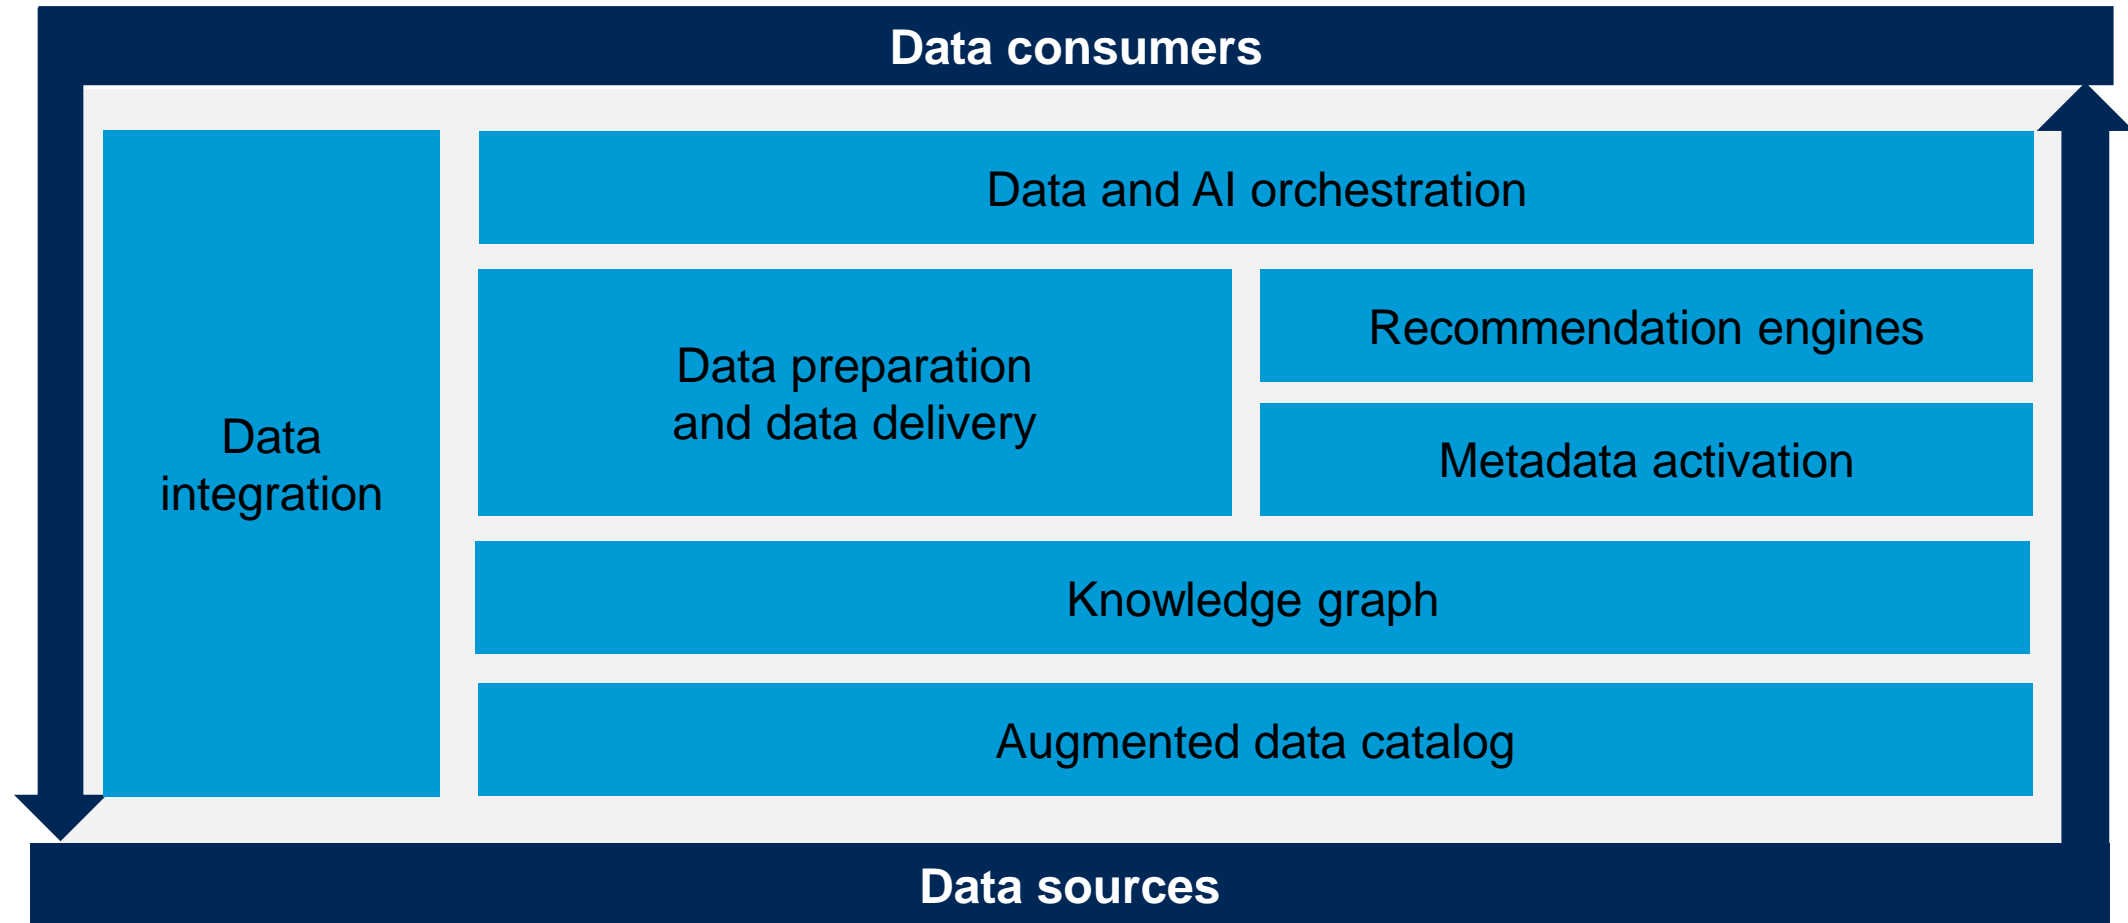 Data consumers
Data
integration
Data and AI orchestration
Data preparation
and data delivery
Recommendation engines
Metadata activation
Knowledge graph
Augmented data catalog
Data sources